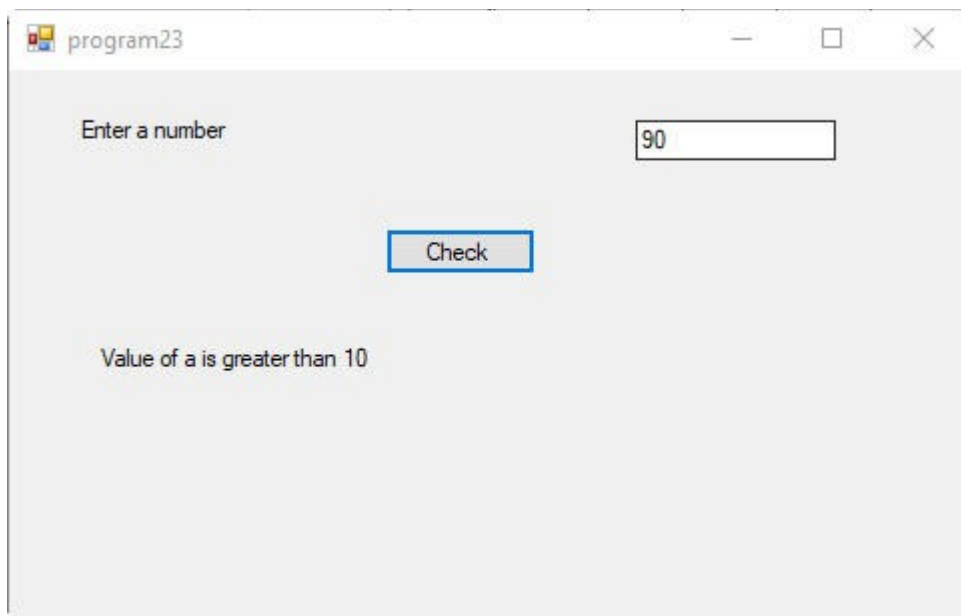 program23
Enter a number
90
Check
Value of a is greater than 10